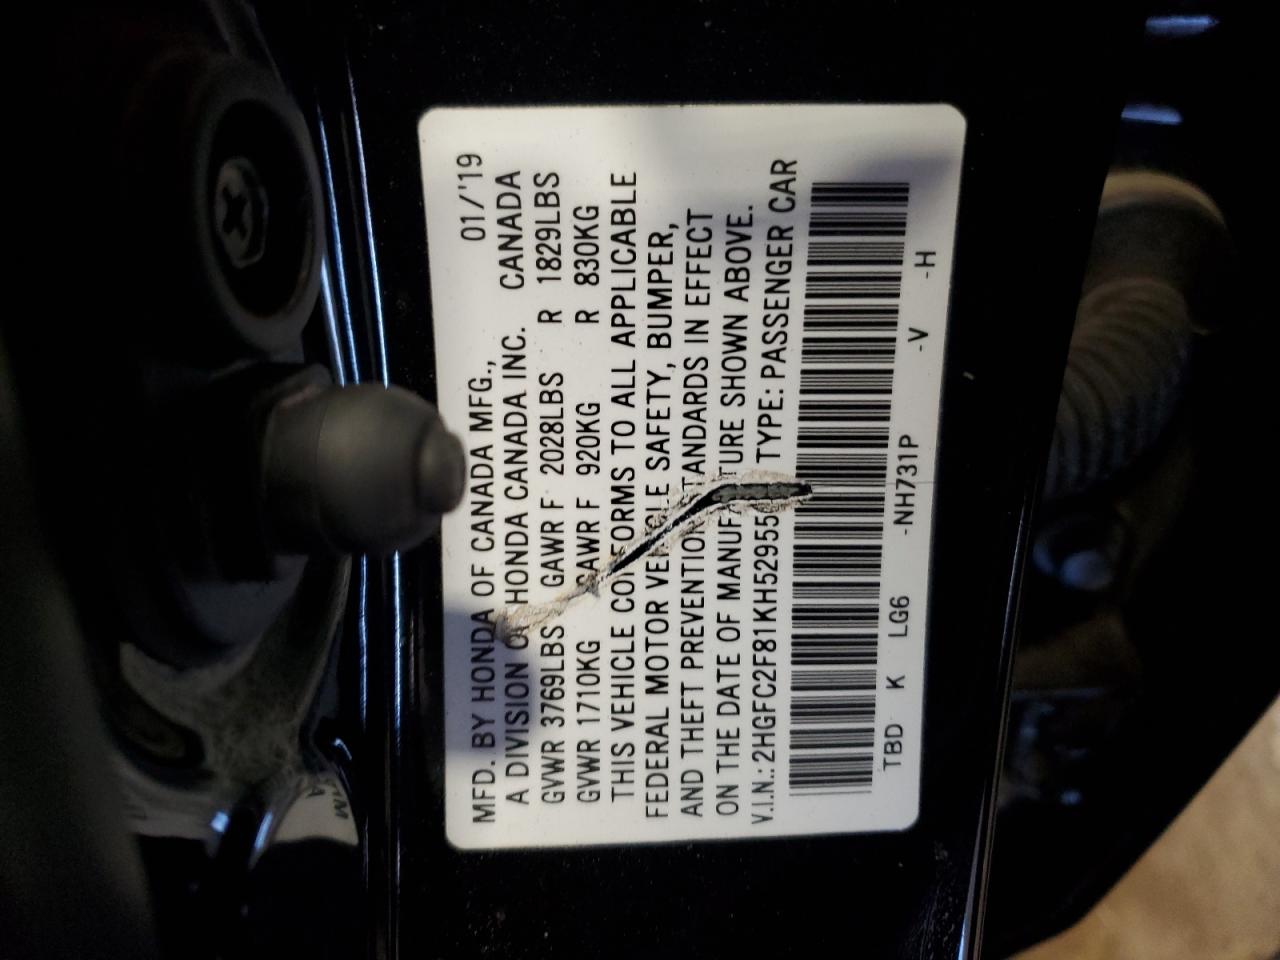 MFD. BY HONDA OF CANADA MFG., 01/'19
A DIVISION OF HONDA CANADA INC. CANADA
GVWR 3769LBS GAWR F 2028LBS R 1829LBS
GVWR 1710KG GAWR F 920KG R 830KG
THIS VEHICLE CONFORMS TO ALL APPLICABLE
FEDERAL MOTOR VEHICLE SAFETY, BUMPER,
AND THEFT PREVENTION STANDARDS IN EFFECT
ON THE DATE OF MANUFACTURE SHOWN ABOVE.
V.I.N.: 2HGFC2F81KH52955 TYPE: PASSENGER CAR
TBD K LG6 -NH731P -V -H